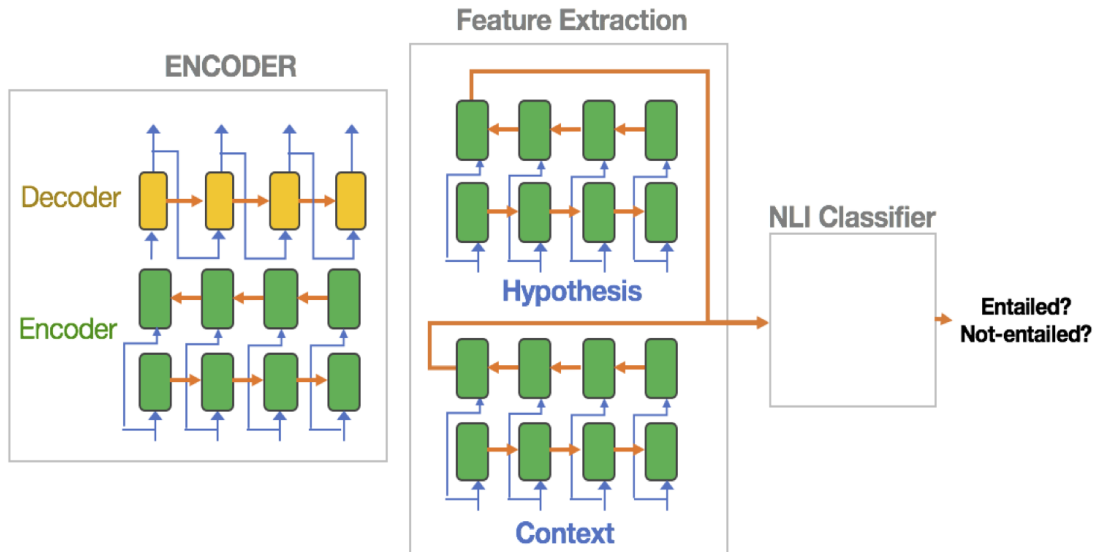 Feature Extraction
ENCODER
Decoder
Encoder
Hypothesis
Context
NLI Classifier
Entailed?
Not-entailed?